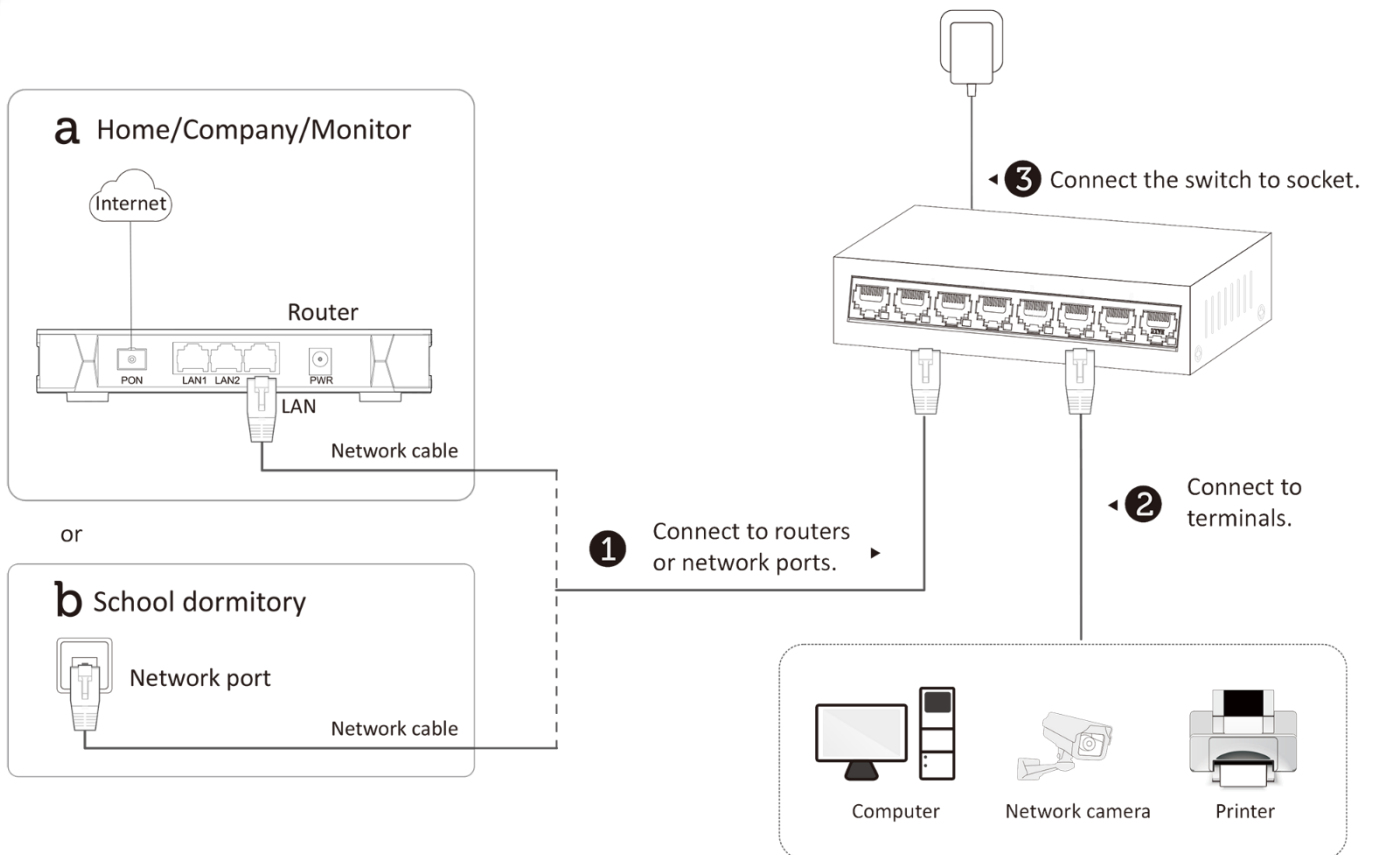 a Home/Company/Monitor
Internet
Router
PON
LAN1 LAN2
PWR
LAN
Network cable
or
b School dormitory
Network port
Network cable
1 Connect to routers
or network ports.
3 Connect the switch to socket.
2 Connect to
terminals.
Computer
Network camera
Printer